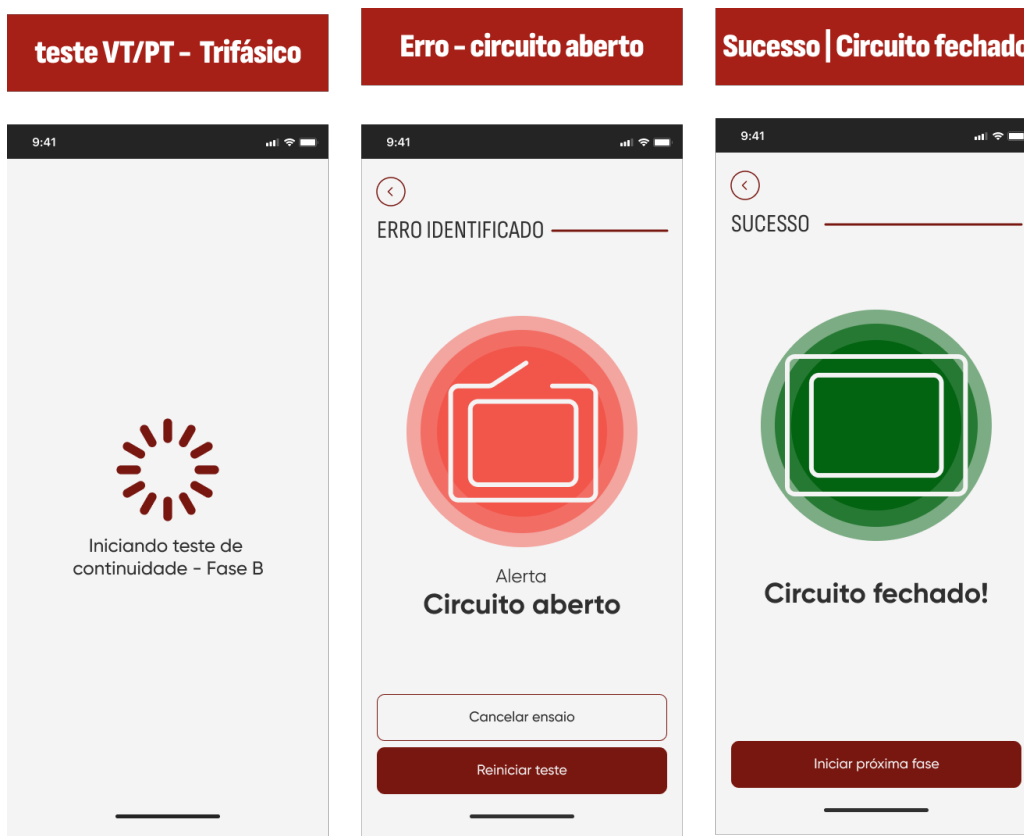 teste VT/PT - Trifásico
Erro - circuito aberto
Sucesso | Circuito fechado
9:41
Iniciando teste de
continuidade - Fase B
9:41
ERRO IDENTIFICADO
Alerta
Circuito aberto
Cancelar ensaio
Reiniciar teste
9:41
SUCESSO
Circuito fechado!
Iniciar próxima fase